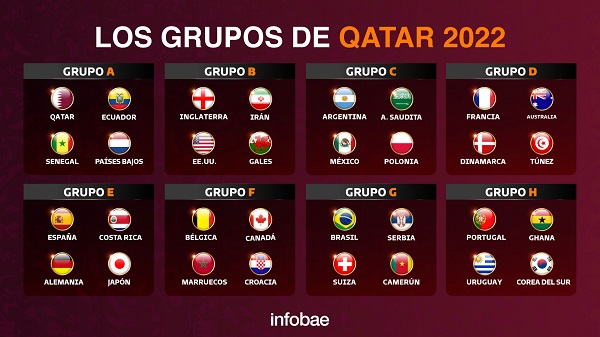 LOS GRUPOS DE QATAR 2022
GRUPO A
QATAR ECUADOR
SENEGAL PAÍSES BAJOS
GRUPO B
INGLATERRA IRÁN
EE.UU. GALES
GRUPO C
ARGENTINA A. SAUDITA
MÉXICO POLONIA
GRUPO D
FRANCIA AUSTRALIA
DINAMARCA TÚNEZ
GRUPO E
ESPAÑA COSTA RICA
ALEMANIA JAPÓN
GRUPO F
BÉLGICA CANADÁ
MARRUECOS CROACIA
GRUPO G
BRASIL SERBIA
SUIZA CAMERÚN
GRUPO H
PORTUGAL GHANA
URUGUAY COREA DEL SUR
infobae